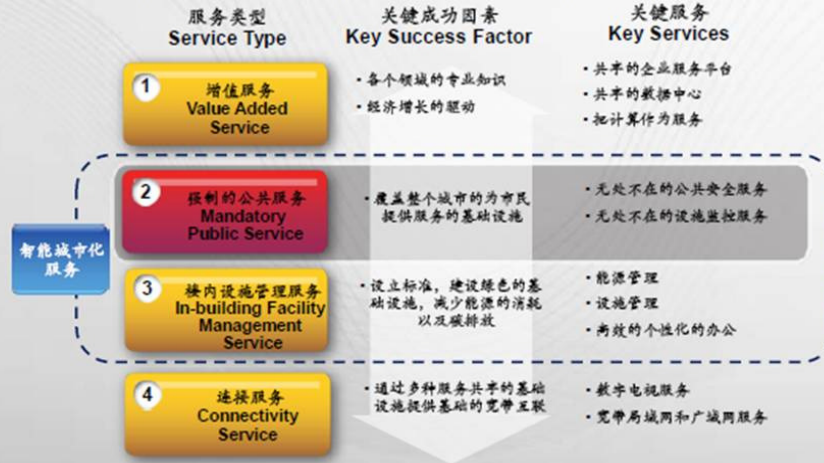 服务类型
Service Type
关键成功因素
Key Success Factor
关键服务
Key Services
1
增值服务
Value Added
Service
·各个领域的专业知识
·经济增长的驱动
·共享的企业服务平台
·共享的数据中心
·把计算作为服务
智能城市化
服务
2
强制的公共服务
Mandatory
Public Service
·覆盖整个城市的为市民
提供服务的基础设施
·无处不在的公共安全服务
·无处不在的设施监控服务
3
楼内设施管理服务
In-building Facility
Management
Service
·设立标准，建设绿色的基
础设施，减少能源的消耗
以及碳排放
·能源管理
·设施管理
·高效的个性化的办公
4
连接服务
Connectivity
Service
·通过多种服务共享的基础
设施提供基础的宽带互联
·数字电视服务
·宽带局域网和广域网服务